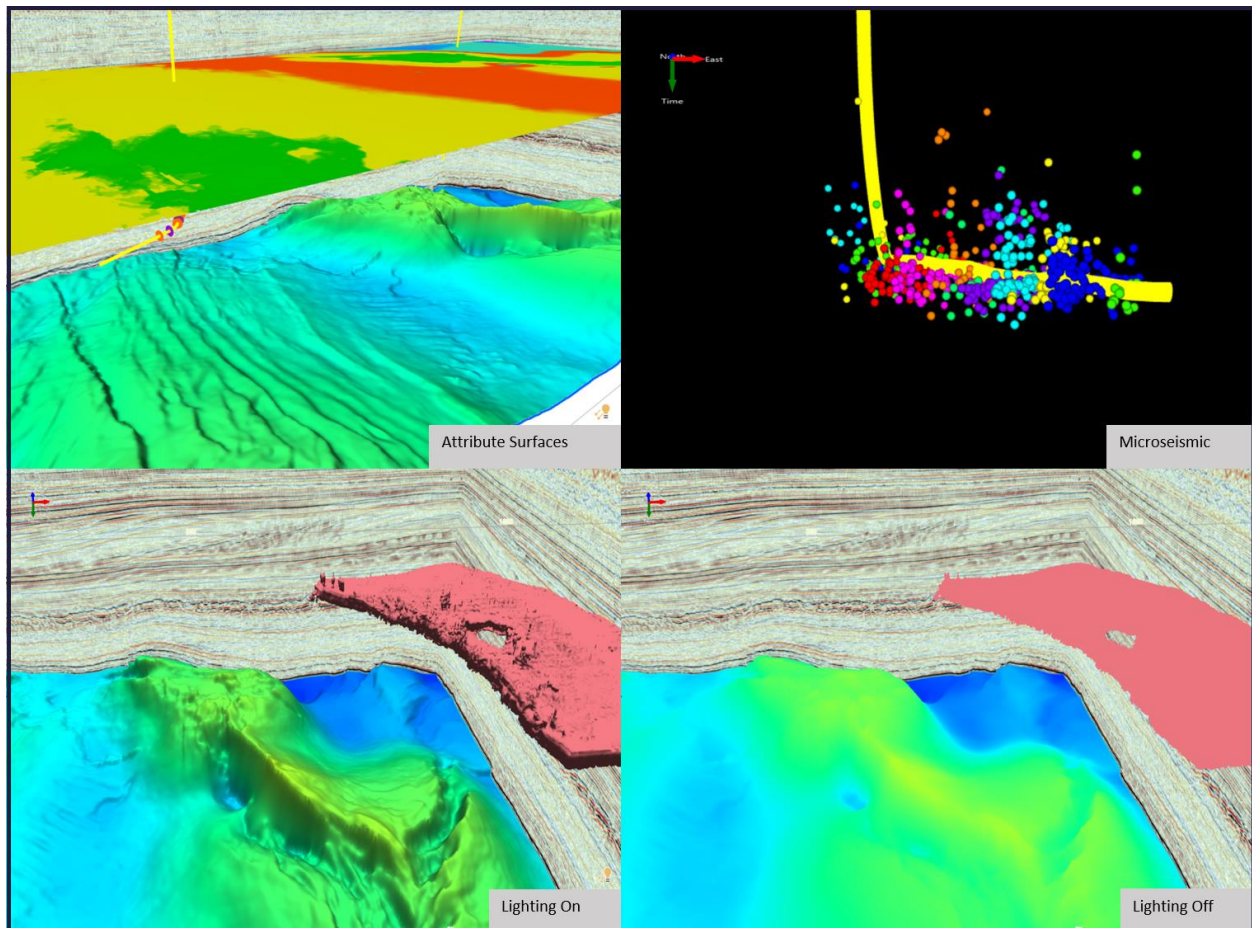 North
East
Time
Attribute Surfaces
Microseismic
Lighting On
Lighting Off